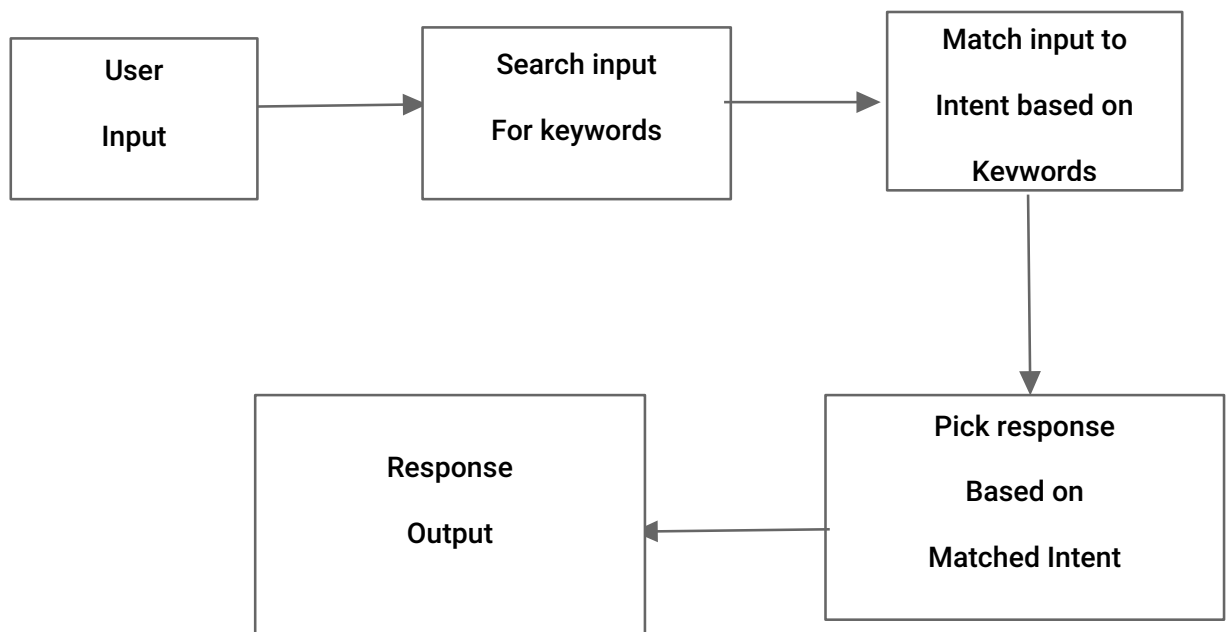 User
Input
Search input
For keywords
Match input to
Intent based on
Keywords
Pick response
Based on
Matched Intent
Response
Output